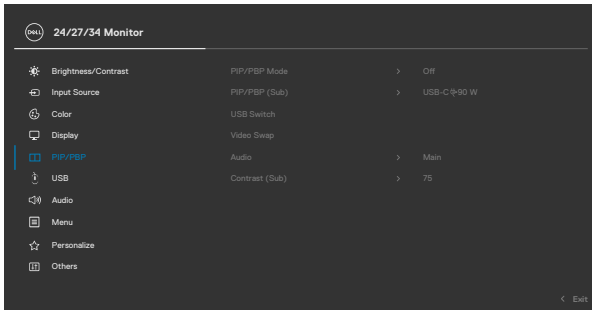 DELL 24/27/34 Monitor
Brightness/Contrast PIP/PBP Mode > Off
Input Source PIP/PBP (Sub) > USB-C 90 W
Color USB Switch
Display Video Swap
PIP/PBP Audio > Main
USB Contrast (Sub) > 75
Audio
Menu
Personalize
Others
< Exit